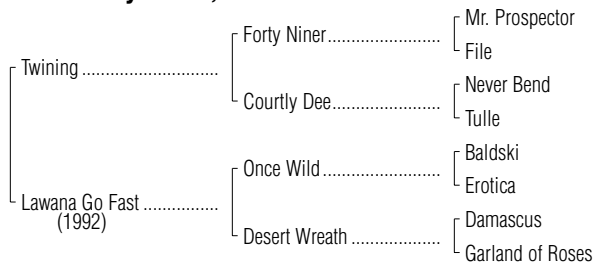 Mr. Prospector
Forty Niner
File
Twining
Never Bend
Courtly Dee
Tulle
Baldski
Once Wild
Erotica
Lawana Go Fast
(1992)
Damascus
Desert Wreath
Garland of Roses